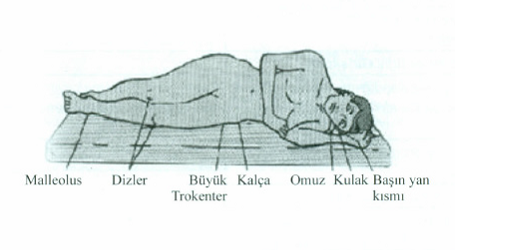 Malleolus Dizler Büyük Kalça Omuz Kulak Başın yan
Trokenter kısmı